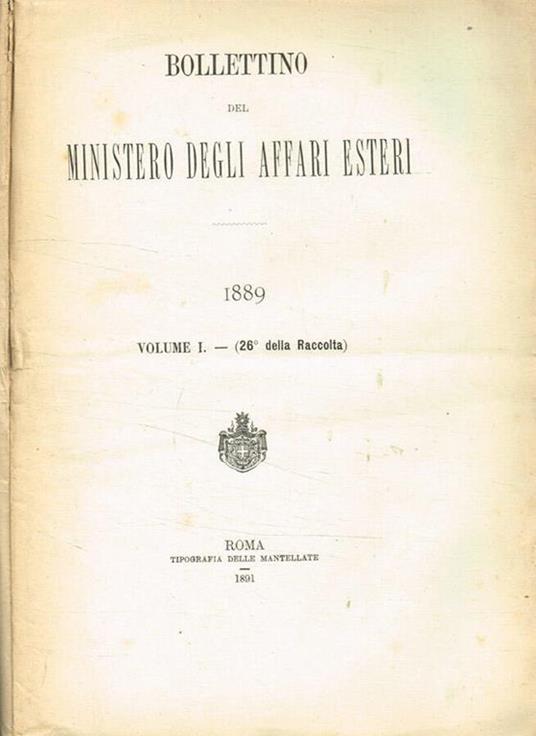 BOLLETTINO
DEL
MINISTERO DEGLI AFFARI ESTERI
1889
VOLUME I. — (26° della Raccolta)
ROMA
TIPOGRAFIA DELLE MANTELLATE
1891